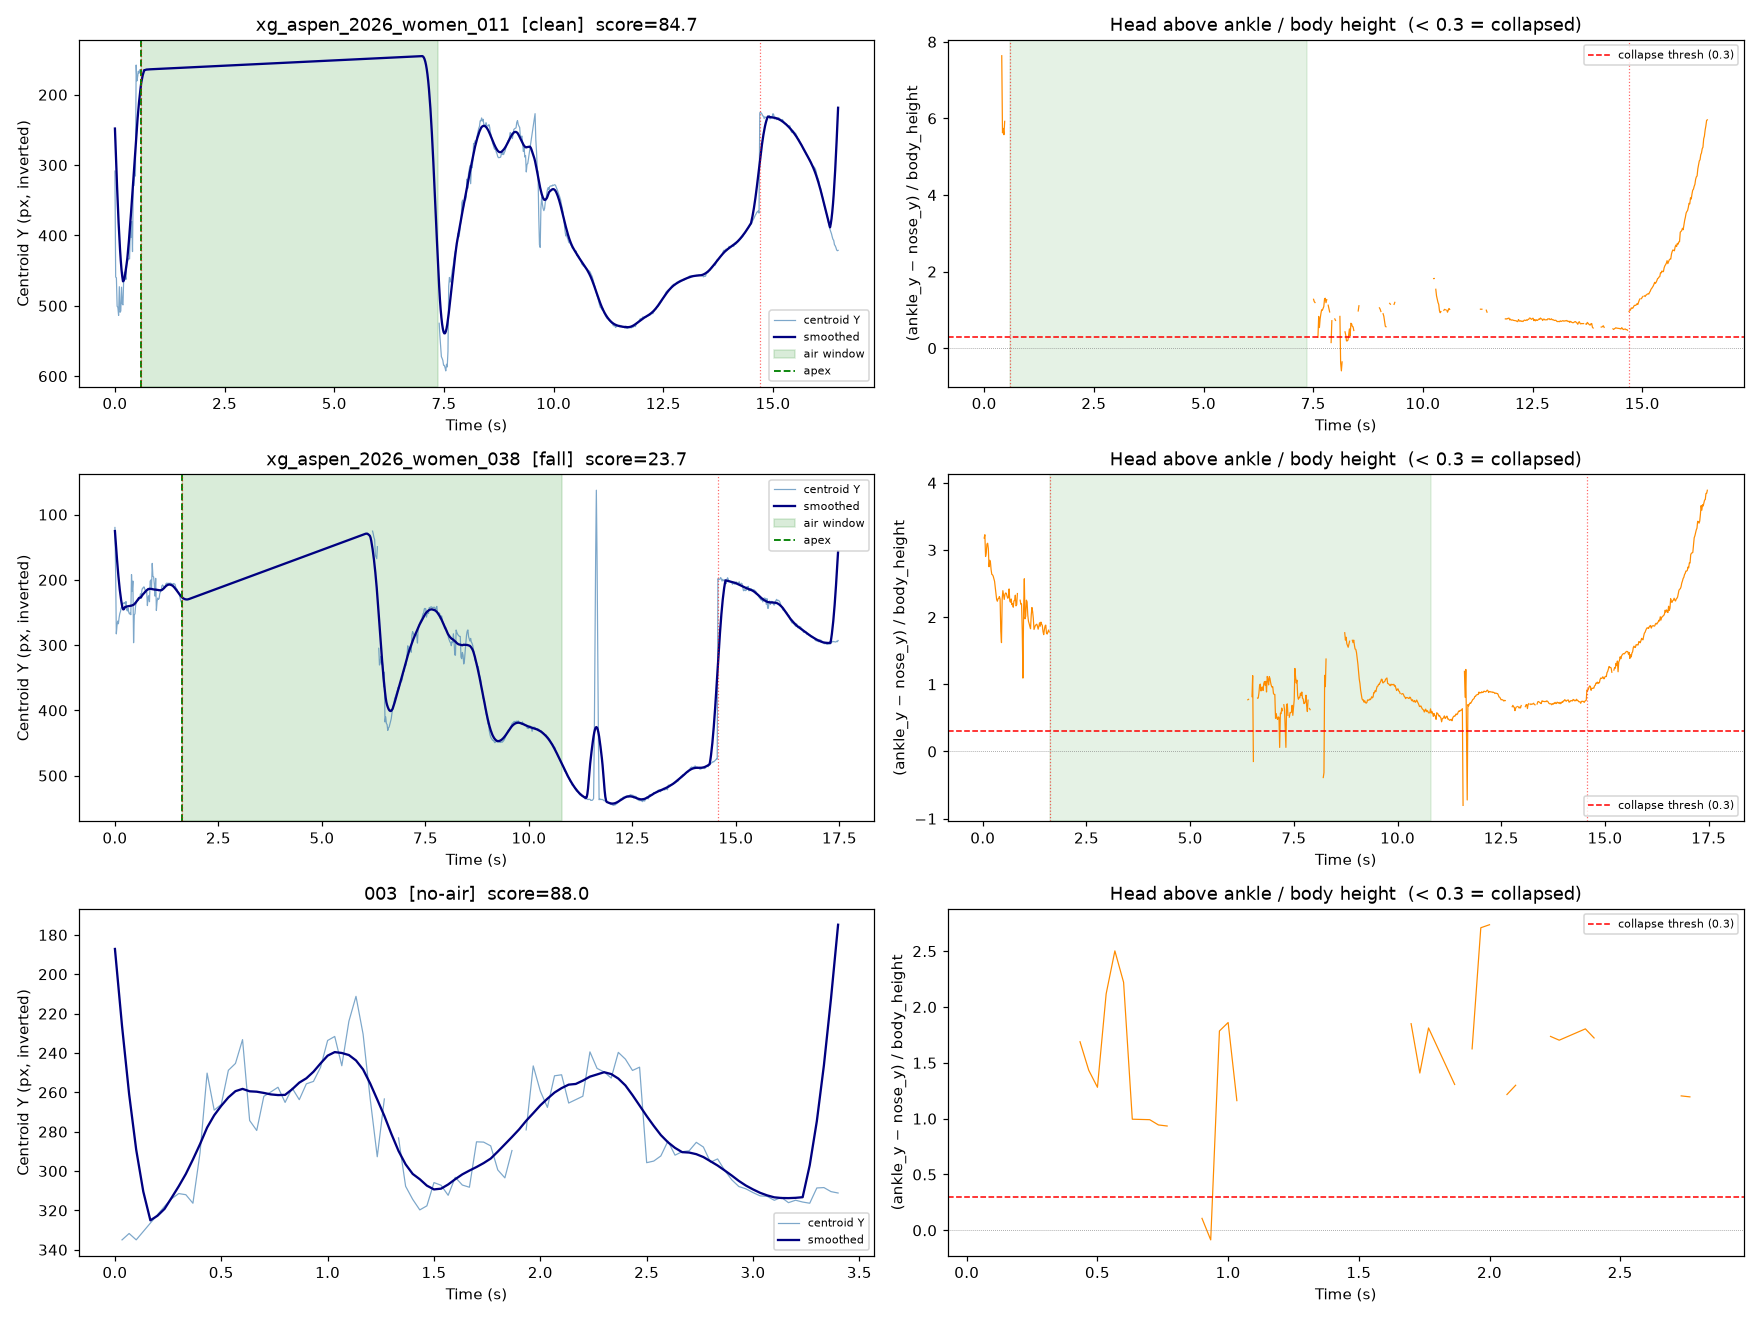 xg_aspen_2026_women_011  [clean]  score=84.7
200
300
400
500
600
Centroid Y (px, inverted)
centroid Y
smoothed
air window
apex
0.0 2.5 5.0 7.5 10.0 12.5 15.0
Time (s)
Head above ankle / body height  (< 0.3 = collapsed)
8
6
4
2
0
(ankle_y − nose_y) / body_height
collapse thresh (0.3)
0.0 2.5 5.0 7.5 10.0 12.5 15.0
Time (s)
xg_aspen_2026_women_038  [fall]  score=23.7
100
200
300
400
500
Centroid Y (px, inverted)
centroid Y
smoothed
air window
apex
0.0 2.5 5.0 7.5 10.0 12.5 15.0 17.5
Time (s)
Head above ankle / body height  (< 0.3 = collapsed)
4
3
2
1
0
−1
(ankle_y − nose_y) / body_height
collapse thresh (0.3)
0.0 2.5 5.0 7.5 10.0 12.5 15.0 17.5
Time (s)
003  [no-air]  score=88.0
180
200
220
240
260
280
300
320
340
Centroid Y (px, inverted)
centroid Y
smoothed
0.0 0.5 1.0 1.5 2.0 2.5 3.0 3.5
Time (s)
Head above ankle / body height  (< 0.3 = collapsed)
2.5
2.0
1.5
1.0
0.5
0.0
(ankle_y − nose_y) / body_height
collapse thresh (0.3)
0.0 0.5 1.0 1.5 2.0 2.5
Time (s)